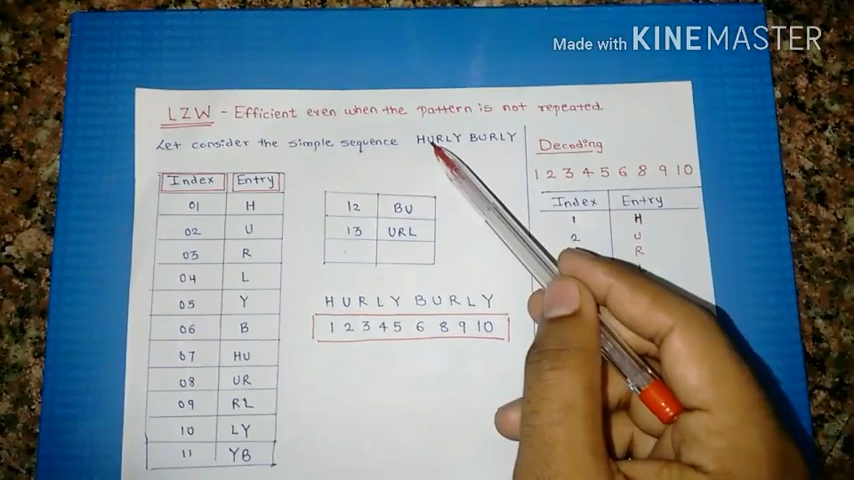 Made with KINEMASTER
LZW - Efficient even when the pattern is not repeated.
Let consider the simple sequence HURLY BURLY
Index Entry
01 H
02 U
03 R
04 L
05 Y
06 B
07 HU
08 UR
09 RL
10 LY
11 YB
12 BU
13 URL
HURLY BURLY
1 2 3 4 5 6 8 9 10
Decoding
1 2 3 4 5 6 8 9 10
Index Entry
1 H
2 U
R